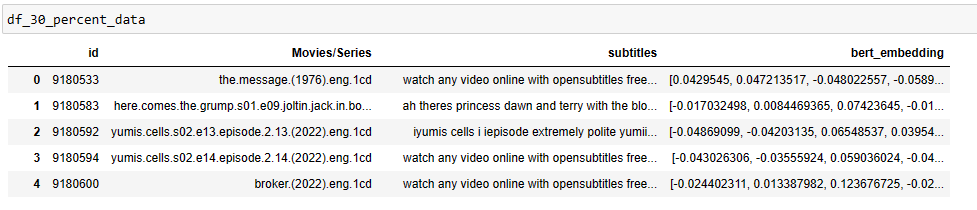 df_30_percent_data
id Movies/Series subtitles bert_embedding
0 9180533 the.message.(1976).eng.1cd watch any video online with opensubtitles free... [0.0429545, 0.047213517, -0.048022557, -0.0589...
1 9180583 here.comes.the.grump.s01.e09.joltin.jack.in.bo... ah theres princess dawn and terry with the blo... [-0.017032498, 0.0084469365, 0.07423645, -0.01...
2 9180592 yumis.cells.s02.e13.episode.2.13.(2022).eng.1cd iyumis cells i iepisode extremely polite yumii... [-0.04869099, -0.04203135, 0.06548537, 0.03954...
3 9180594 yumis.cells.s02.e14.episode.2.14.(2022).eng.1cd watch any video online with opensubtitles free... [-0.043026306, -0.03555924, 0.059036024, -0.04...
4 9180600 broker.(2022).eng.1cd watch any video online with opensubtitles free... [-0.024402311, 0.013387982, 0.123676725, -0.02...